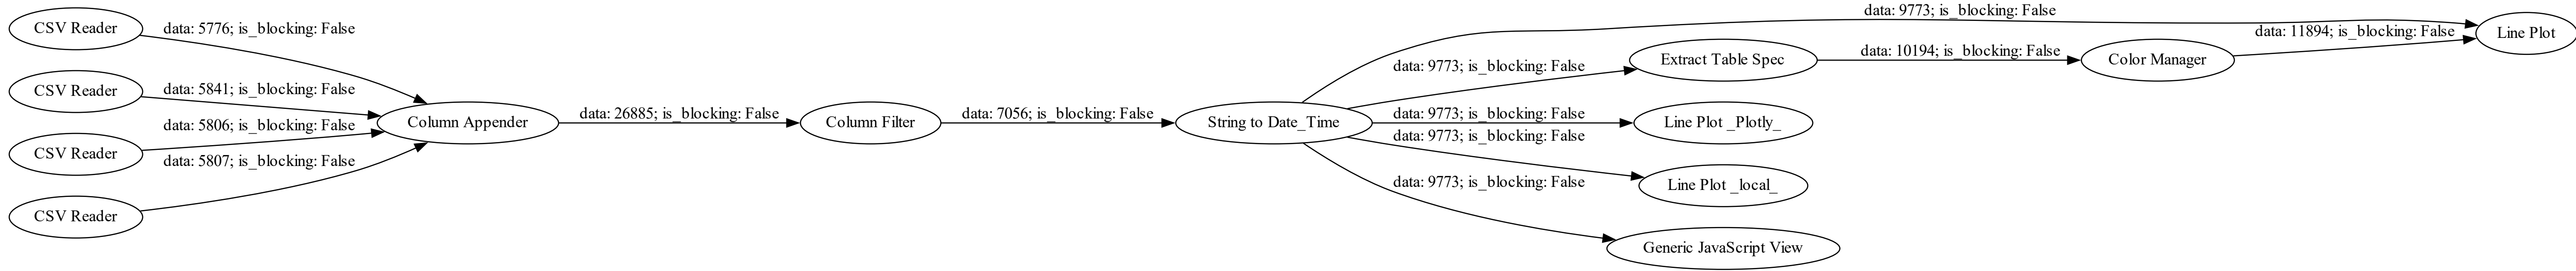 CSV Reader
data: 5776; is_blocking: False
CSV Reader
data: 5841; is_blocking: False
CSV Reader
data: 5806; is_blocking: False
CSV Reader
data: 5807; is_blocking: False
Column Appender
data: 26885; is_blocking: False
Column Filter
data: 7056; is_blocking: False
String to Date_Time
data: 9773; is_blocking: False
data: 9773; is_blocking: False
Extract Table Spec
data: 10194; is_blocking: False
Color Manager
data: 11894; is_blocking: False
Line Plot
data: 9773; is_blocking: False
Line Plot _Plotly_
data: 9773; is_blocking: False
Line Plot _local_
data: 9773; is_blocking: False
Generic JavaScript View